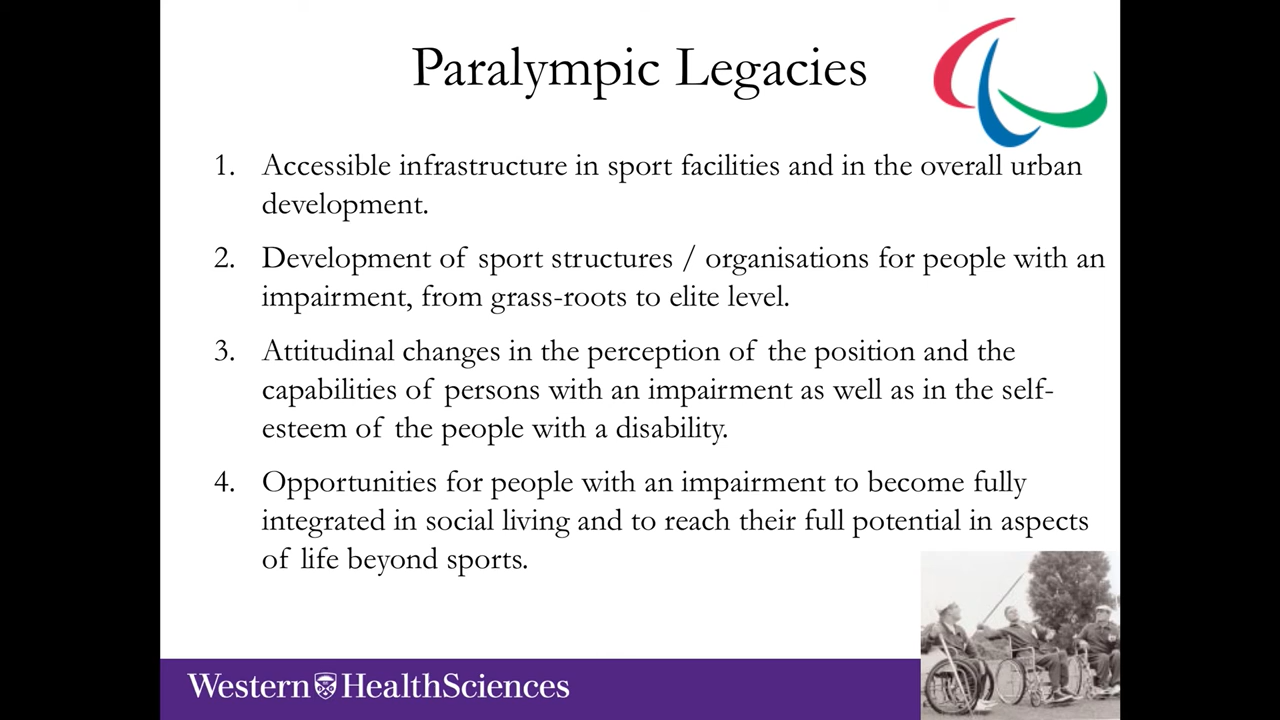 Paralympic Legacies
1. Accessible infrastructure in sport facilities and in the overall urban
development.
2. Development of sport structures / organisations for people with an
impairment, from grass-roots to elite level.
3. Attitudinal changes in the perception of the position and the
capabilities of persons with an impairment as well as in the self-
esteem of the people with a disability.
4. Opportunities for people with an impairment to become fully
integrated in social living and to reach their full potential in aspects
of life beyond sports.
Western HealthSciences